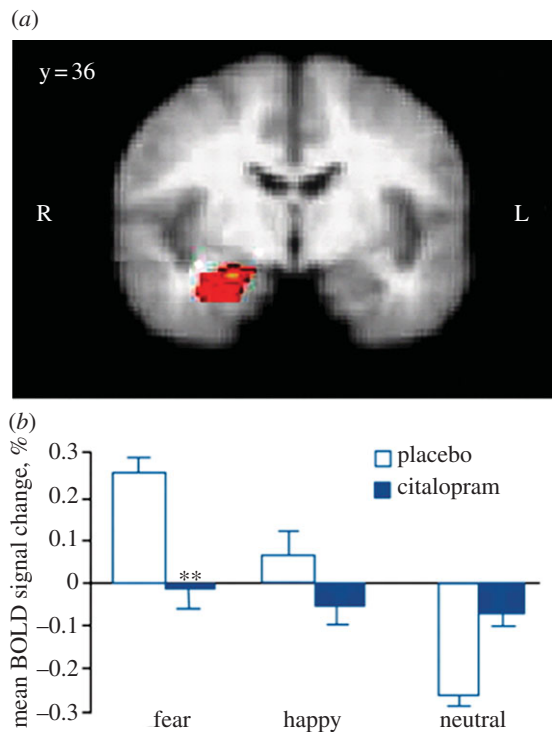 (a)
y = 36
R
L
(b)
mean BOLD signal change, %
0.3
0.2
0.1
0
–0.1
–0.2
–0.3
placebo
citalopram
**
fear
happy
neutral